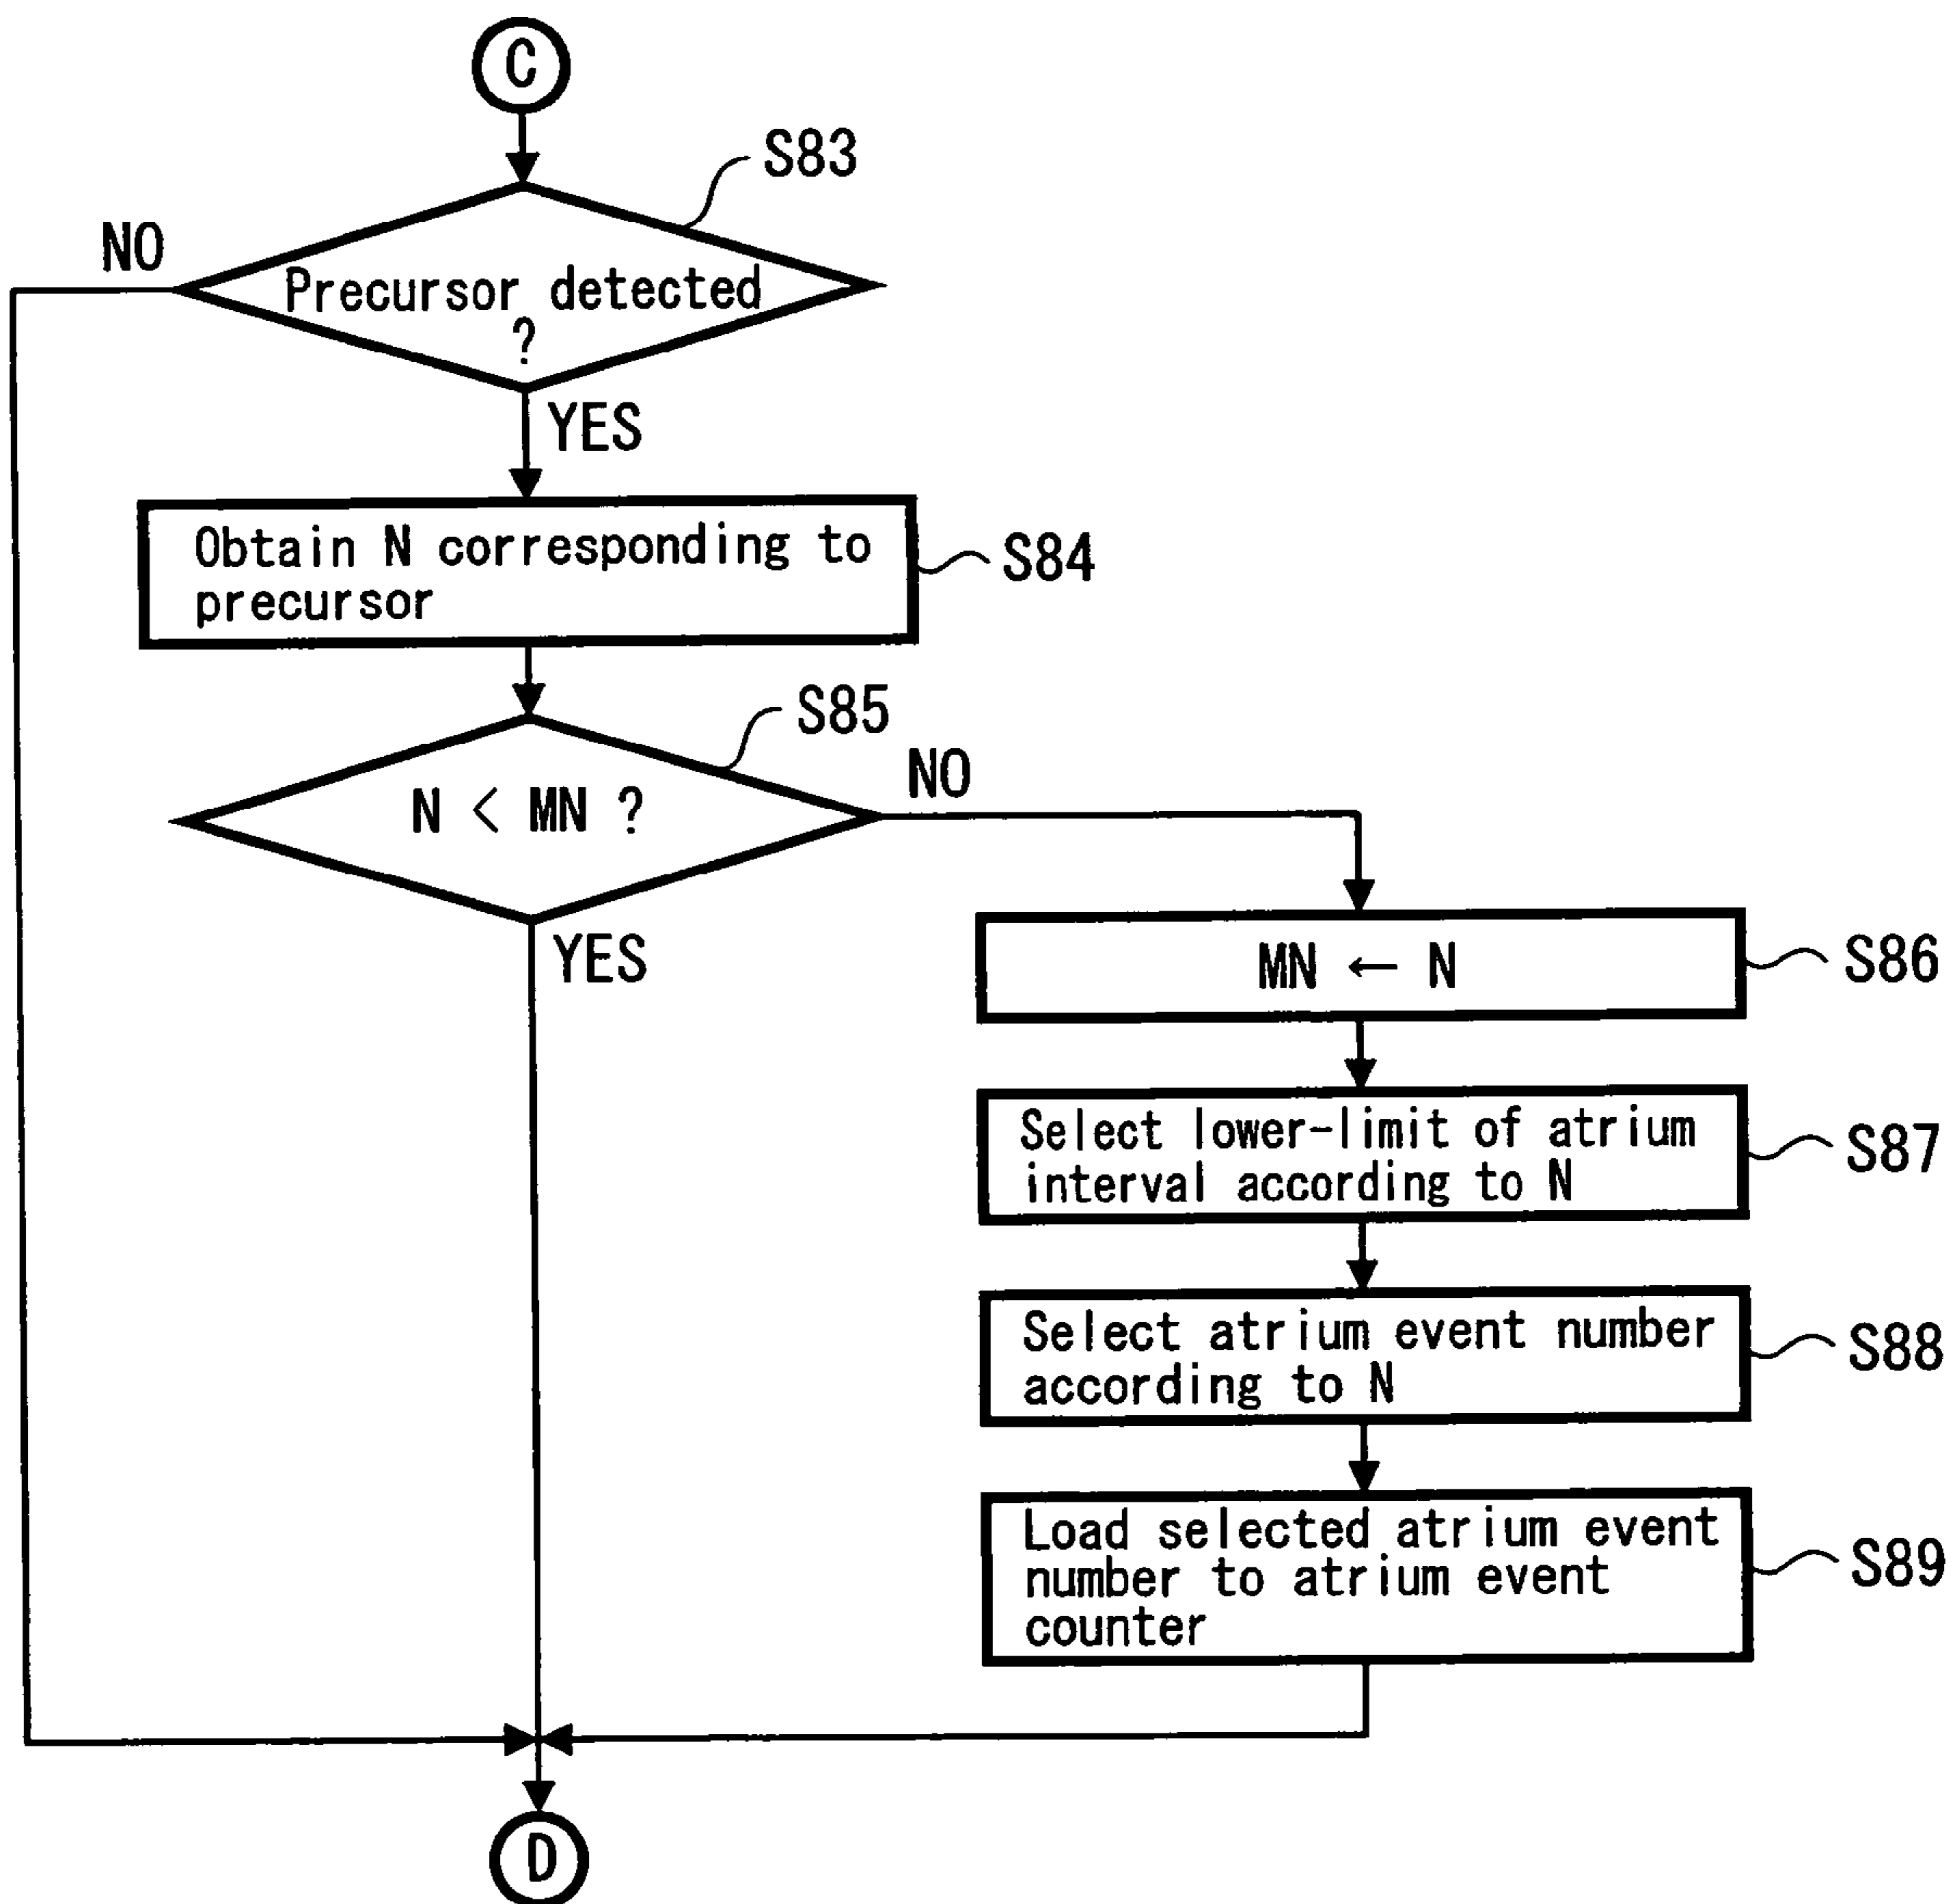 C
S83
NO
Precursor detected
?
YES
Obtain N corresponding to
precursor
S84
S85
N < MN ?
NO
YES
MN ← N
S86
Select lower-limit of atrium
interval according to N
S87
Select atrium event number
according to N
S88
Load selected atrium event
number to atrium event
counter
S89
D